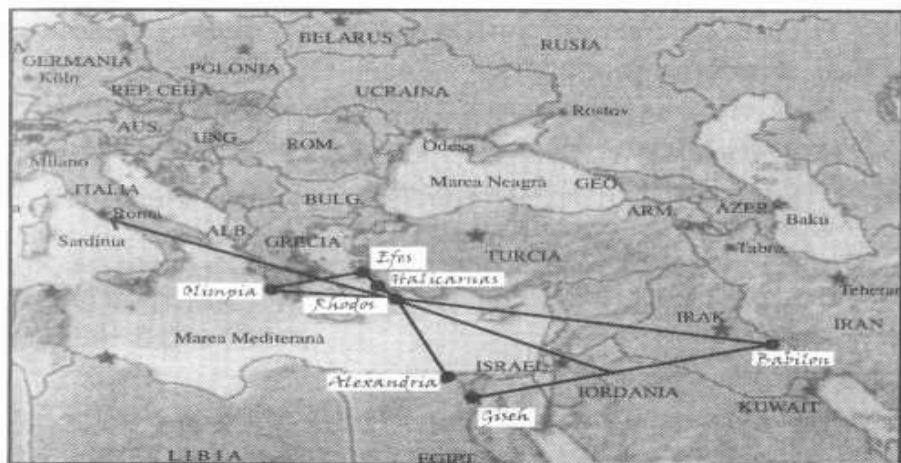 BELARUS
RUSIA
GERMANIA
Köln
POLONIA
REP. CEHA
UCRAINA
Rostov
AUS.
UNG.
ROM.
Odesa
Milano
Marea Neagră
GEO
ITALIA
BULG.
ARM.
AZER.
Roma
Baku
ALB.
Sardinia
GRECIA
Efes
TURCIA
Halicarnas
Olimpia
Rhodos
Teheran
IRAK
IRAN
Marea Mediterană
Babilon
ISRAEL
Alexandria
IORDANIA
Giseh
KUWAIT
LIBIA
EGIPT